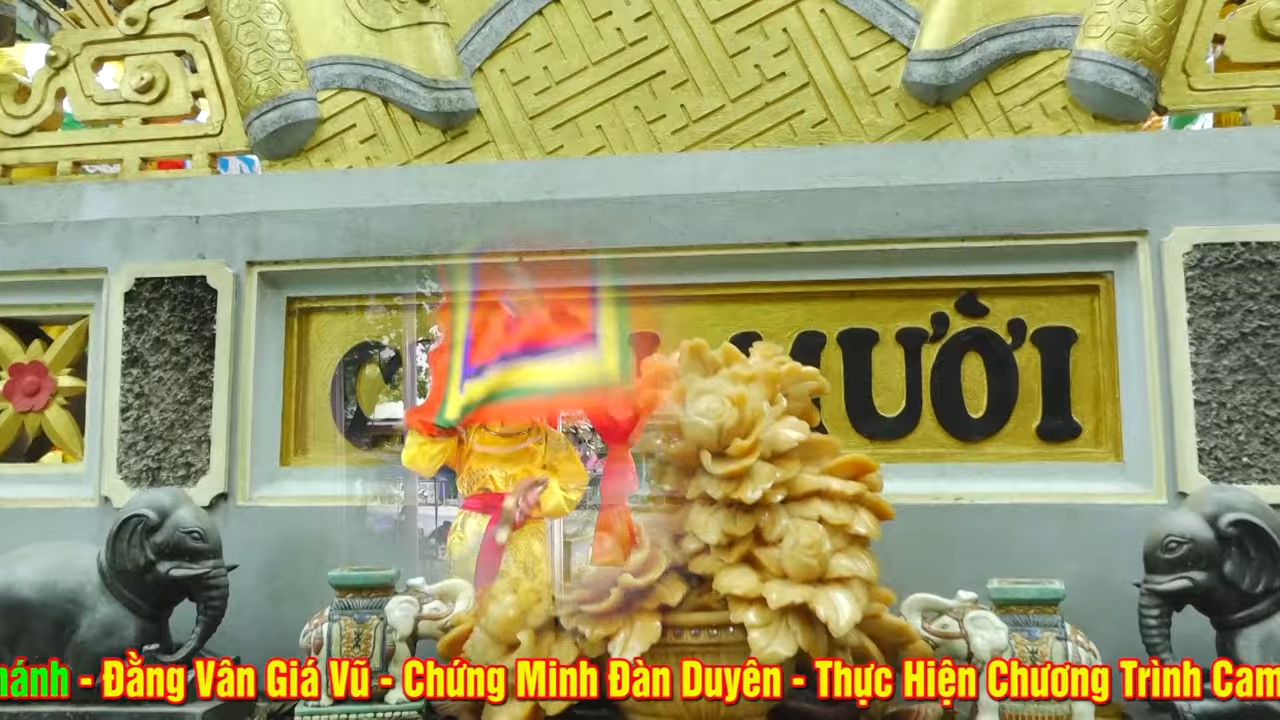 MƯỜI
hánh - Đằng Vân Giá Vũ - Chứng Minh Đàn Duyên - Thực Hiện Chương Trình Cam